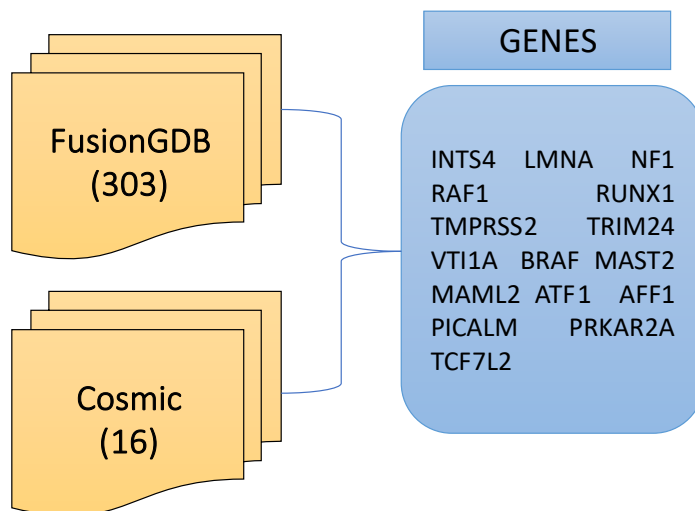 FusionGDB
(303)
Cosmic
(16)
GENES
INTS4 LMNA NF1
RAF1 RUNX1
TMPRSS2 TRIM24
VTI1A BRAF MAST2
MAML2 ATF1 AFF1
PICALM PRKAR2A
TCF7L2